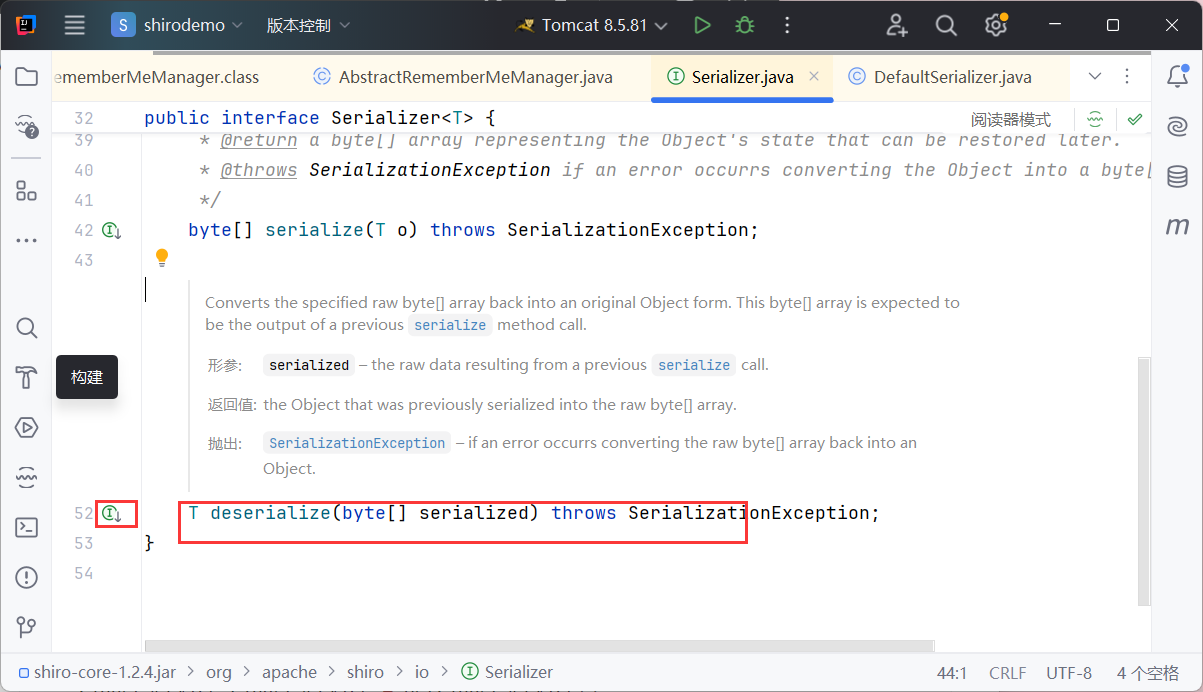 S shirodemo 版本控制 Tomcat 8.5.81
ememberMeManager.class AbstractRememberMeManager.java Serializer.java DefaultSerializer.java
32 public interface Serializer<T> { 阅读器模式
39 * @return a byte[] array representing the Object's state that can be restored later.
40 * @throws SerializationException if an error occurrs converting the Object into a byte[
41 */
42 byte[] serialize(T o) throws SerializationException;
43
Converts the specified raw byte[] array back into an original Object form. This byte[] array is expected to
be the output of a previous serialize method call.
形参: serialized – the raw data resulting from a previous serialize call.
构建
返回值: the Object that was previously serialized into the raw byte[] array.
抛出: SerializationException – if an error occurrs converting the raw byte[] array back into an
Object.
52 T deserialize(byte[] serialized) throws SerializationException;
53 }
54
shiro-core-1.2.4.jar > org > apache > shiro > io > Serializer 44:1 CRLF UTF-8 4 个空格